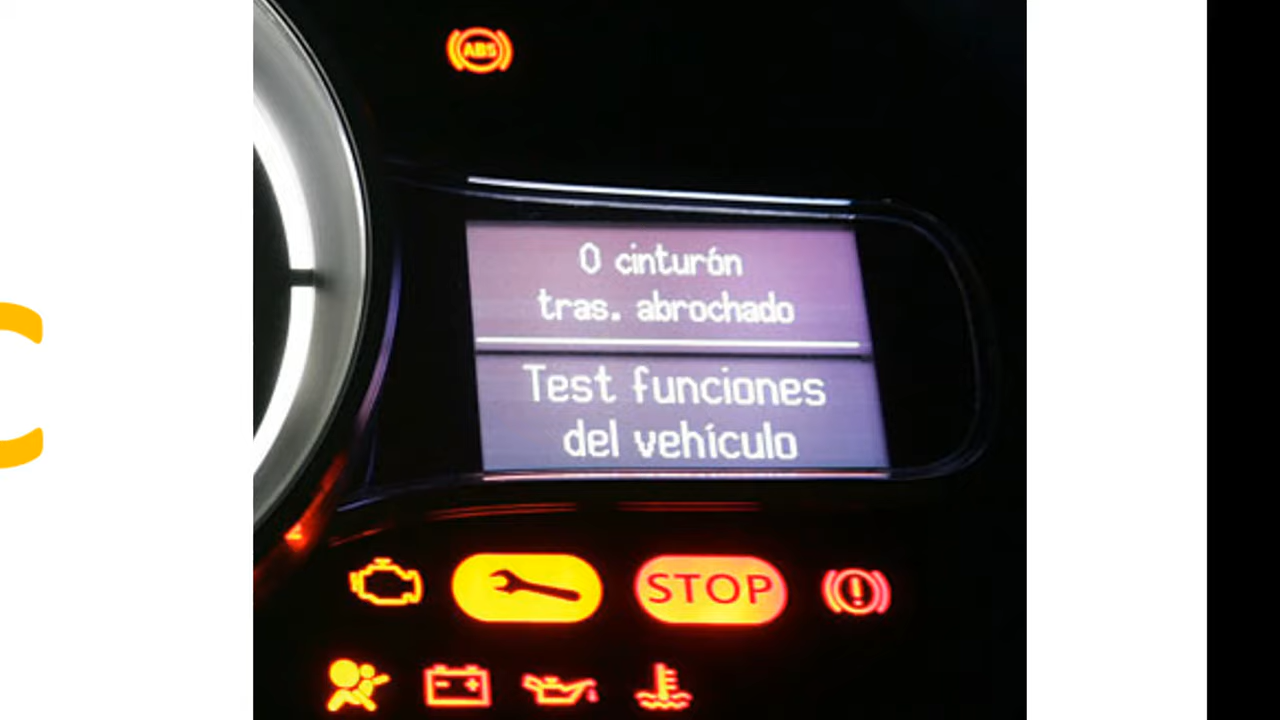 C
ABS
0 cinturón
tras. abrochado
Test funciones
del vehículo
STOP